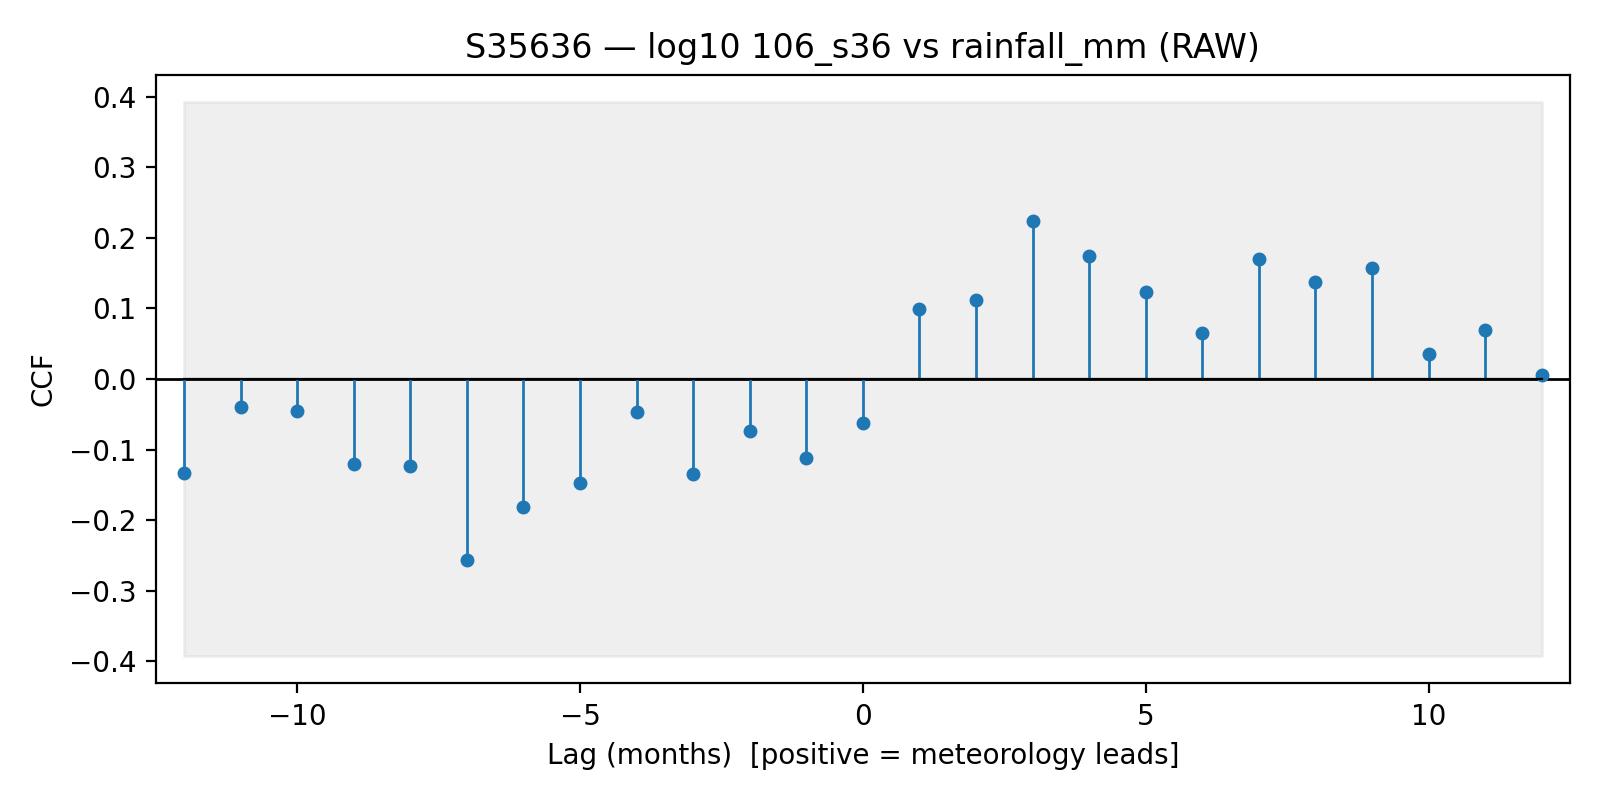 S35636 — log10 106_s36 vs rainfall_mm (RAW)
0.4
0.3
0.2
0.1
0.0
−0.1
−0.2
−0.3
−0.4
CCF
−10 −5 0 5 10
Lag (months)  [positive = meteorology leads]